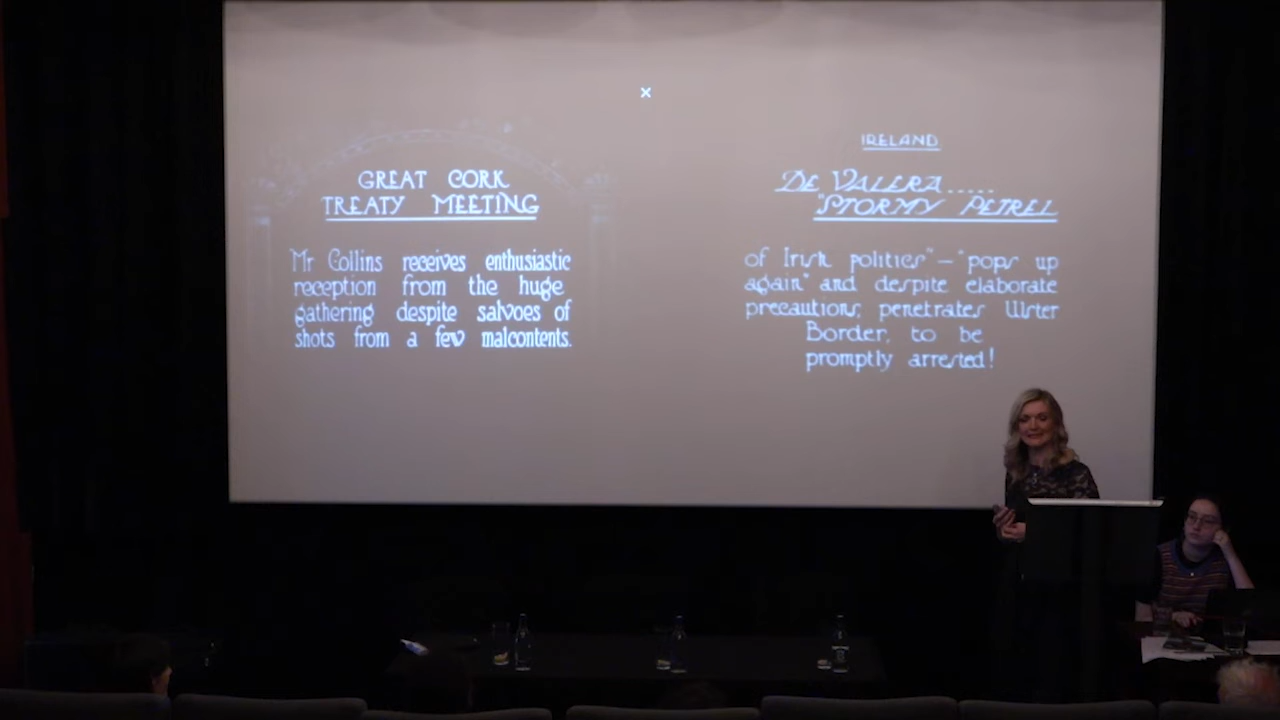 GREAT CORK
TREATY MEETING
Mr Collins receives enthusiastic
reception from the huge
gathering despite salvoes of
shots from a few malcontents.
IRELAND
DE VALERA.....
"STORMY PETREL
of Irish politics"—"pops up
again" and despite elaborate
precautions, penetrates Ulster
Border, to be
promptly arrested!